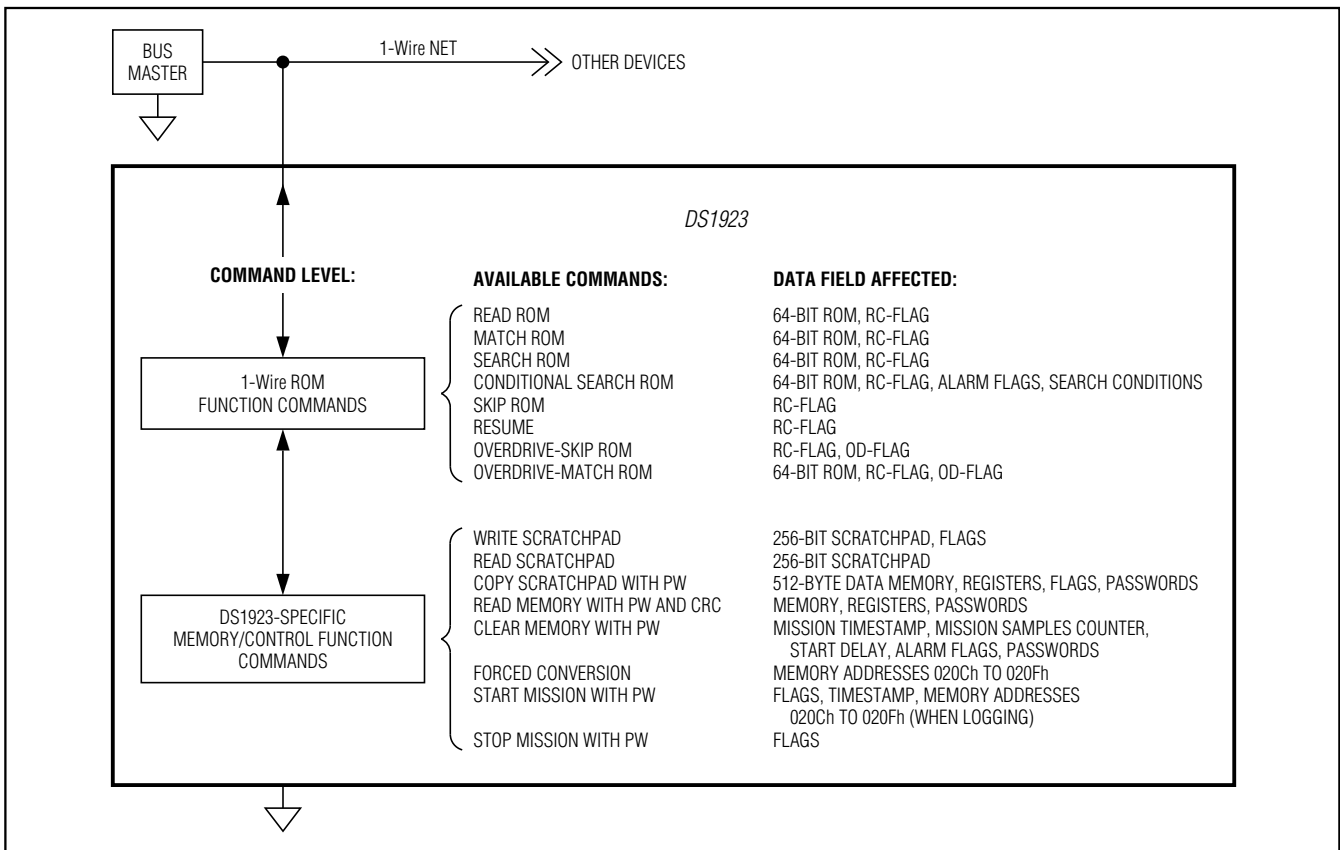 BUS
MASTER
1-Wire NET
OTHER DEVICES
DS1923
COMMAND LEVEL:
AVAILABLE COMMANDS:
DATA FIELD AFFECTED:
1-Wire ROM
FUNCTION COMMANDS
READ ROM 64-BIT ROM, RC-FLAG
MATCH ROM 64-BIT ROM, RC-FLAG
SEARCH ROM 64-BIT ROM, RC-FLAG
CONDITIONAL SEARCH ROM 64-BIT ROM, RC-FLAG, ALARM FLAGS, SEARCH CONDITIONS
SKIP ROM RC-FLAG
RESUME RC-FLAG
OVERDRIVE-SKIP ROM RC-FLAG, OD-FLAG
OVERDRIVE-MATCH ROM 64-BIT ROM, RC-FLAG, OD-FLAG
DS1923-SPECIFIC
MEMORY/CONTROL FUNCTION
COMMANDS
WRITE SCRATCHPAD 256-BIT SCRATCHPAD, FLAGS
READ SCRATCHPAD 256-BIT SCRATCHPAD
COPY SCRATCHPAD WITH PW 512-BYTE DATA MEMORY, REGISTERS, FLAGS, PASSWORDS
READ MEMORY WITH PW AND CRC MEMORY, REGISTERS, PASSWORDS
CLEAR MEMORY WITH PW MISSION TIMESTAMP, MISSION SAMPLES COUNTER,
START DELAY, ALARM FLAGS, PASSWORDS
FORCED CONVERSION MEMORY ADDRESSES 020Ch TO 020Fh
START MISSION WITH PW FLAGS, TIMESTAMP, MEMORY ADDRESSES
020Ch TO 020Fh (WHEN LOGGING)
STOP MISSION WITH PW FLAGS